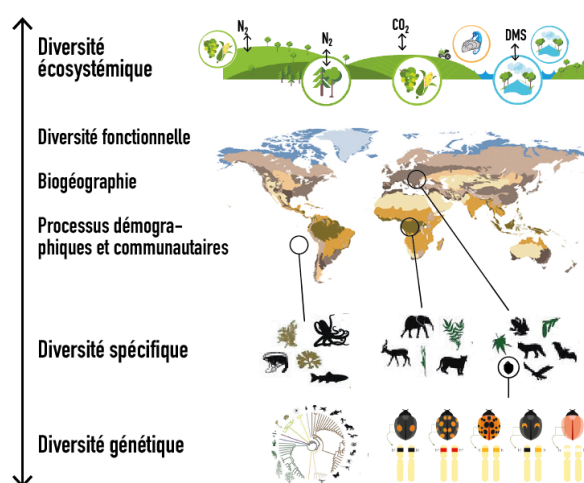 N₂
N₂
CO₂
DMS
Diversité
écosystémique
Diversité fonctionnelle
Biogéographie
Processus démogra-
phiques et communautaires
Diversité spécifique
Diversité génétique